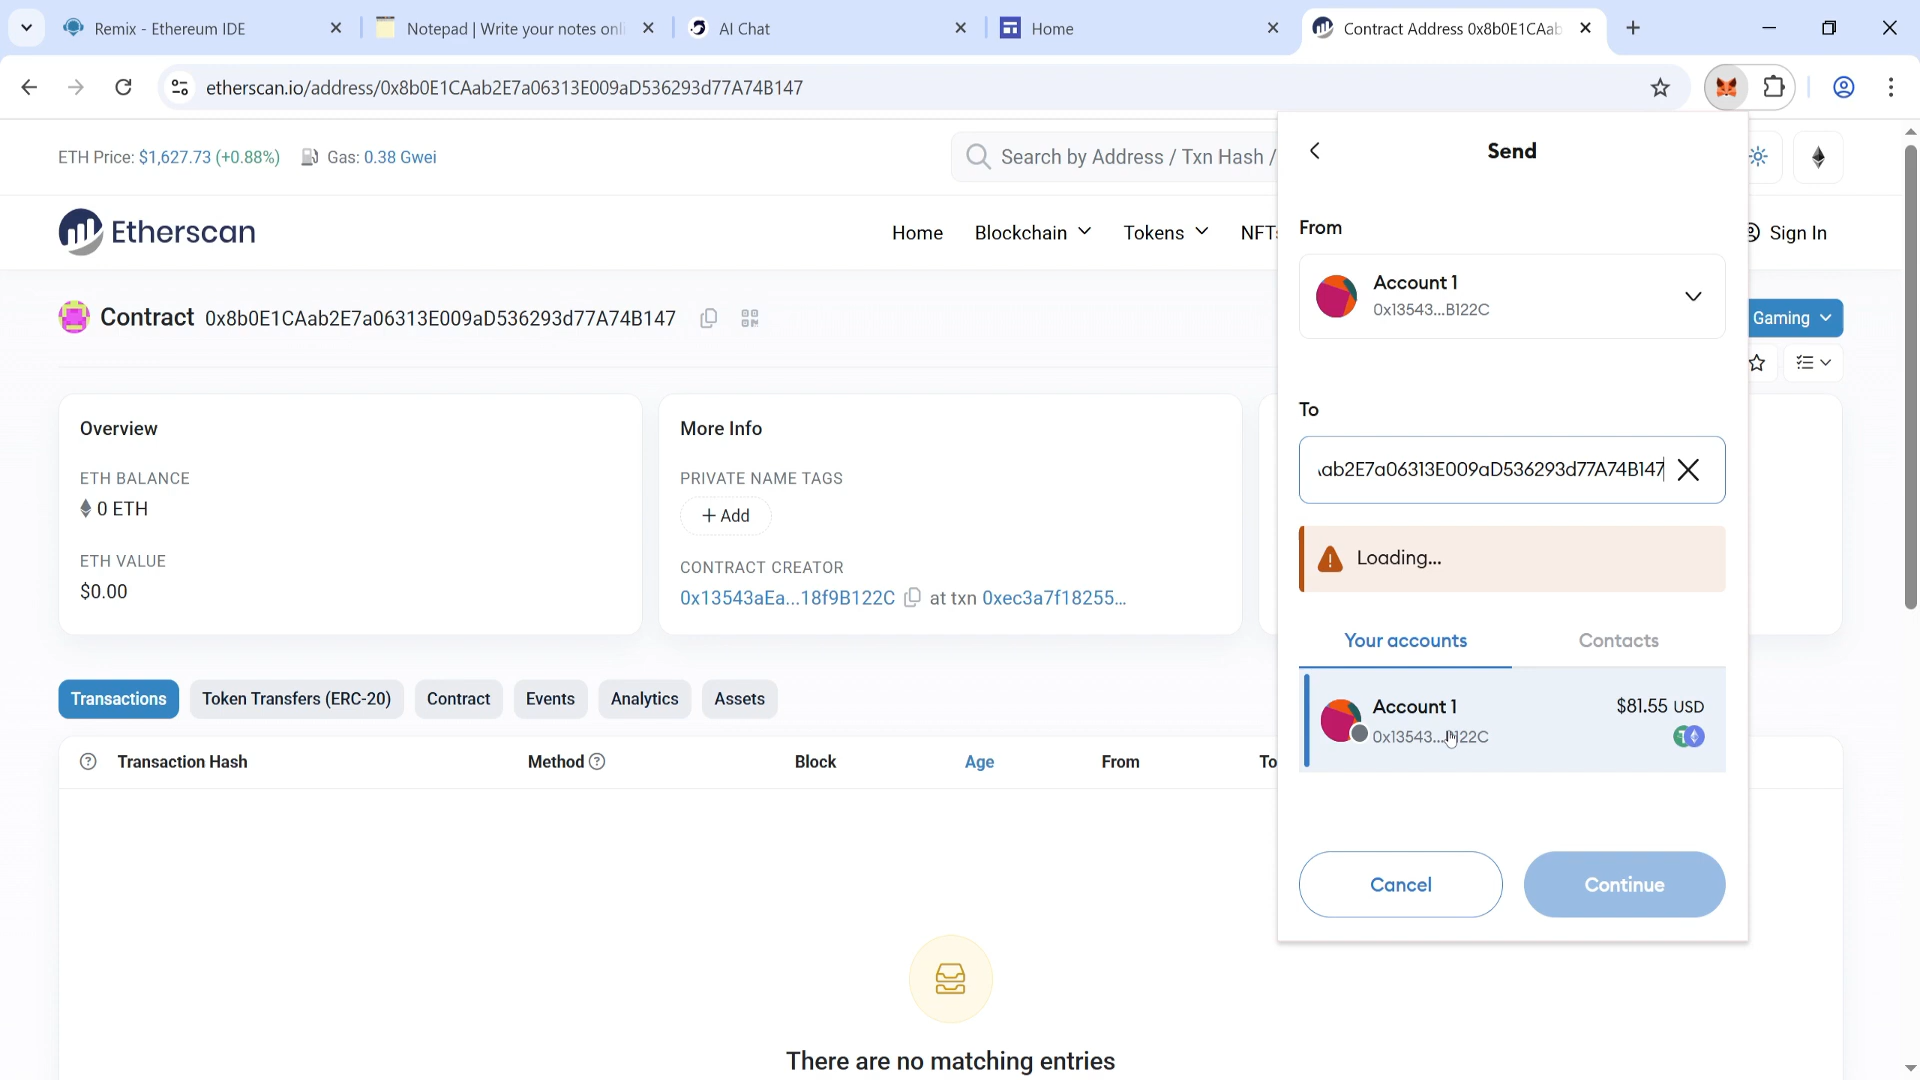 Remix - Ethereum IDE
Notepad | Write your notes onli
AI Chat
Home
Contract Address 0x8b0E1CAab
etherscan.io/address/0x8b0E1CAab2E7a06313E009aD536293d77A74B147
ETH Price: $1,627.73 (+0.88%) Gas: 0.38 Gwei
Search by Address / Txn Hash /
Etherscan
Home
Blockchain
Tokens
NFTs
Sign In
Contract 0x8b0E1CAab2E7a06313E009aD536293d77A74B147
Gaming
Overview
ETH BALANCE
0 ETH
ETH VALUE
$0.00
More Info
PRIVATE NAME TAGS
+ Add
CONTRACT CREATOR
0x13543aEa...18f9B122C at txn 0xec3a7f18255...
Transactions
Token Transfers (ERC-20)
Contract
Events
Analytics
Assets
Transaction Hash
Method
Block
Age
From
To
There are no matching entries
Send
From
Account 1
0x13543...B122C
To
ab2E7a06313E009aD536293d77A74B147
Loading...
Your accounts
Contacts
Account 1
$81.55 USD
Cancel
Continue